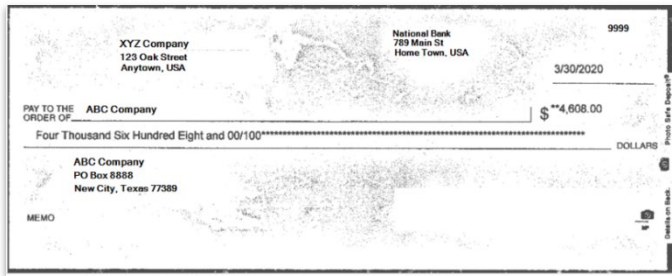 9999
XYZ Company
123 Oak Street
Anytown, USA
National Bank
789 Main St
Home Town, USA
3/30/2020
PAY TO THE
ORDER OF
ABC Company
$ **4,608.00
Four Thousand Six Hundred Eight and 00/100************************************************************************
DOLLARS
ABC Company
PO Box 8888
New City, Texas 77389
MEMO
Photo Safe Deposit
Details on Back.